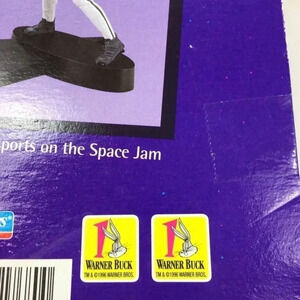 ports on the Space Jam
WARNER BUCK
TM & ©1996 WARNER BROS.
WARNER BUCK
TM & ©1996 WARNER BROS.